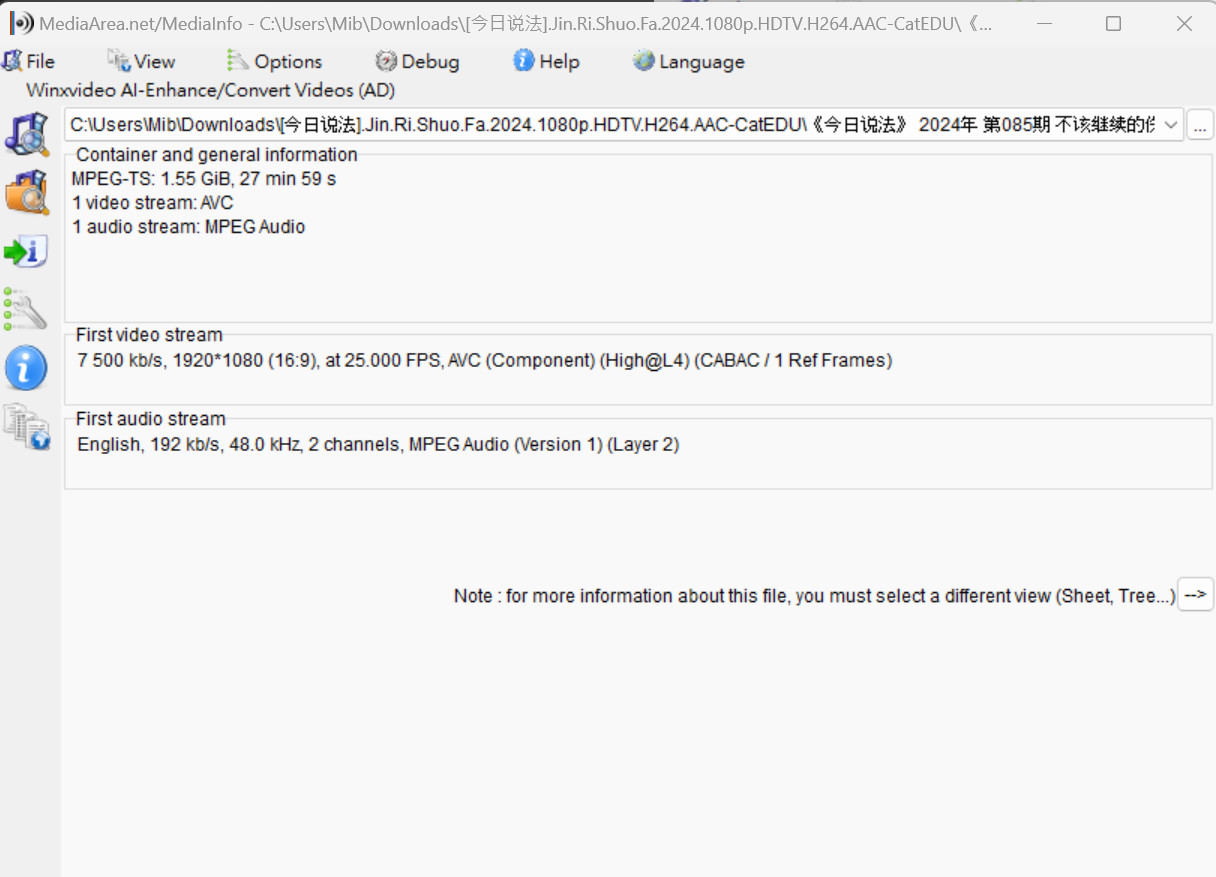 MediaArea.net/MediaInfo - C:\Users\Mib\Downloads\[今日说法].Jin.Ri.Shuo.Fa.2024.1080p.HDTV.H264.AAC-CatEDU\《...
File View Options Debug Help Language
Winxvideo AI-Enhance/Convert Videos (AD)
C:\Users\Mib\Downloads\[今日说法].Jin.Ri.Shuo.Fa.2024.1080p.HDTV.H264.AAC-CatEDU\《今日说法》 2024年 第085期 不该继续的
...
Container and general information
MPEG-TS: 1.55 GiB, 27 min 59 s
1 video stream: AVC
1 audio stream: MPEG Audio
First video stream
7 500 kb/s, 1920*1080 (16:9), at 25.000 FPS, AVC (Component) (High@L4) (CABAC / 1 Ref Frames)
First audio stream
English, 192 kb/s, 48.0 kHz, 2 channels, MPEG Audio (Version 1) (Layer 2)
Note : for more information about this file, you must select a different view (Sheet, Tree...) -->